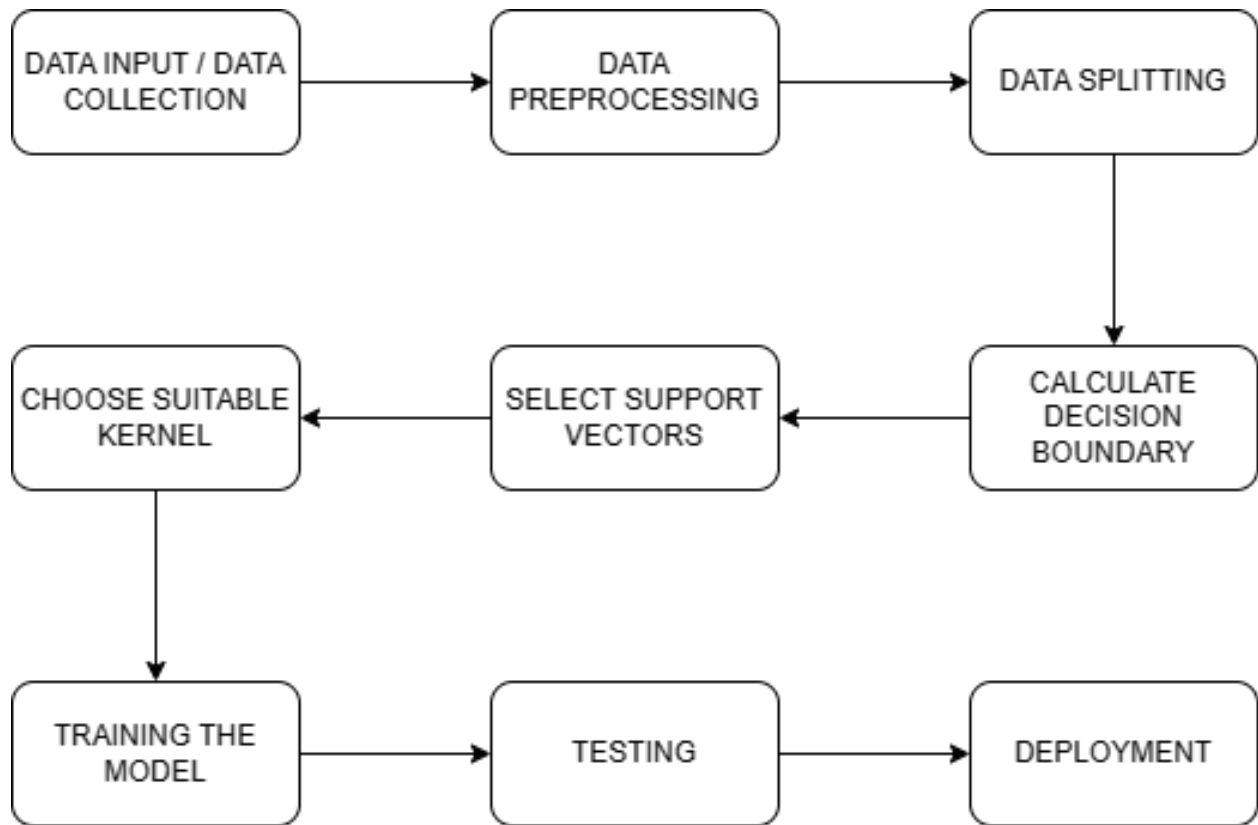 DATA INPUT / DATA
COLLECTION
DATA
PREPROCESSING
DATA SPLITTING
CALCULATE
DECISION
BOUNDARY
SELECT SUPPORT
VECTORS
CHOOSE SUITABLE
KERNEL
TRAINING THE
MODEL
TESTING
DEPLOYMENT